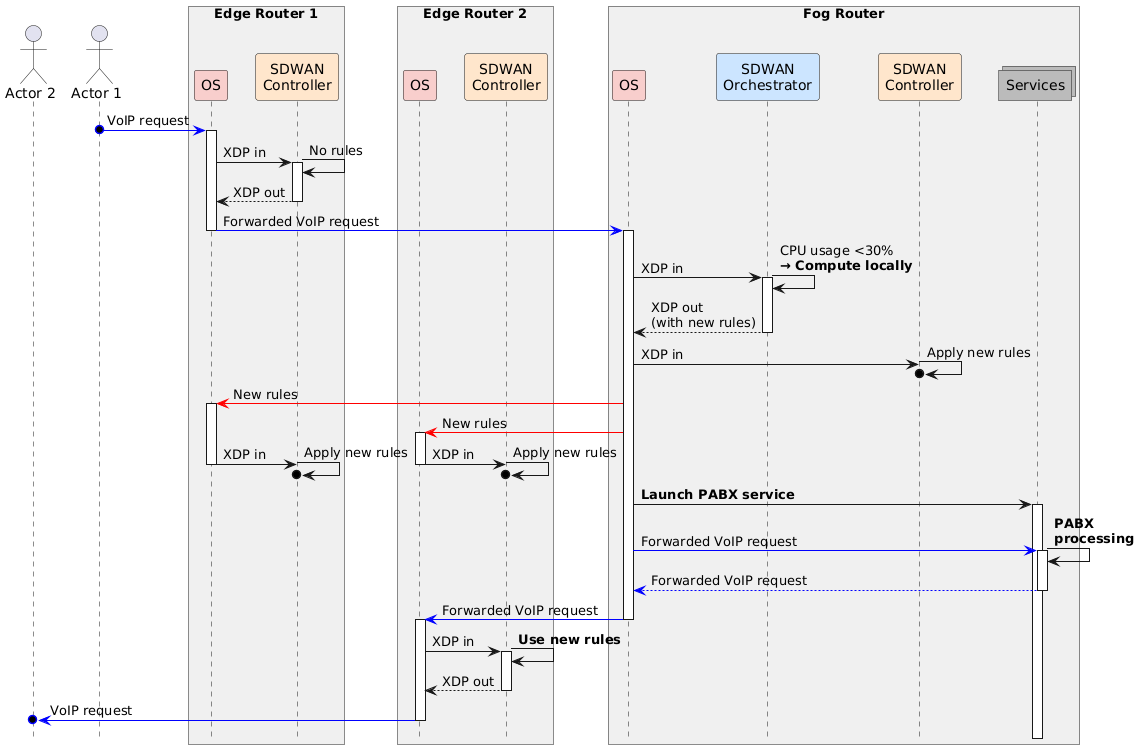 Edge Router 1
Edge Router 2
Fog Router
Actor 2
Actor 1
OS
SDWAN
Controller
OS
SDWAN
Controller
OS
SDWAN
Orchestrator
SDWAN
Controller
Services
VoIP request
XDP in
No rules
XDP out
Forwarded VoIP request
CPU usage <30%
→ Compute locally
XDP in
XDP out
(with new rules)
XDP in
Apply new rules
New rules
New rules
XDP in
Apply new rules
XDP in
Apply new rules
Launch PABX service
PABX
processing
Forwarded VoIP request
Forwarded VoIP request
Forwarded VoIP request
XDP in
Use new rules
XDP out
VoIP request